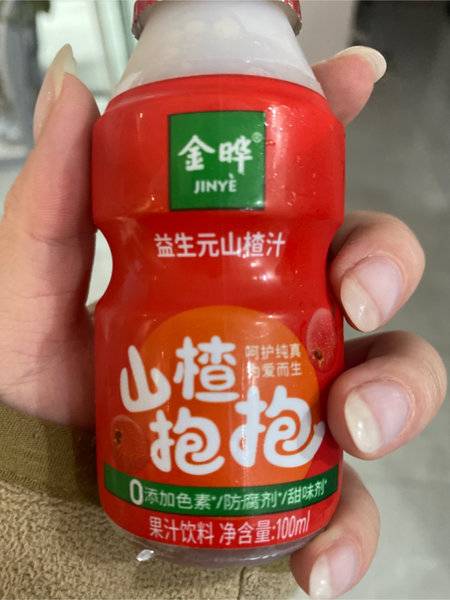 金晔®
JINYÈ
益生元山楂汁
呵护纯真
为爱而生
山楂
抱抱
0添加色素*/防腐剂*/甜味剂*
果汁饮料 净含量:100ml